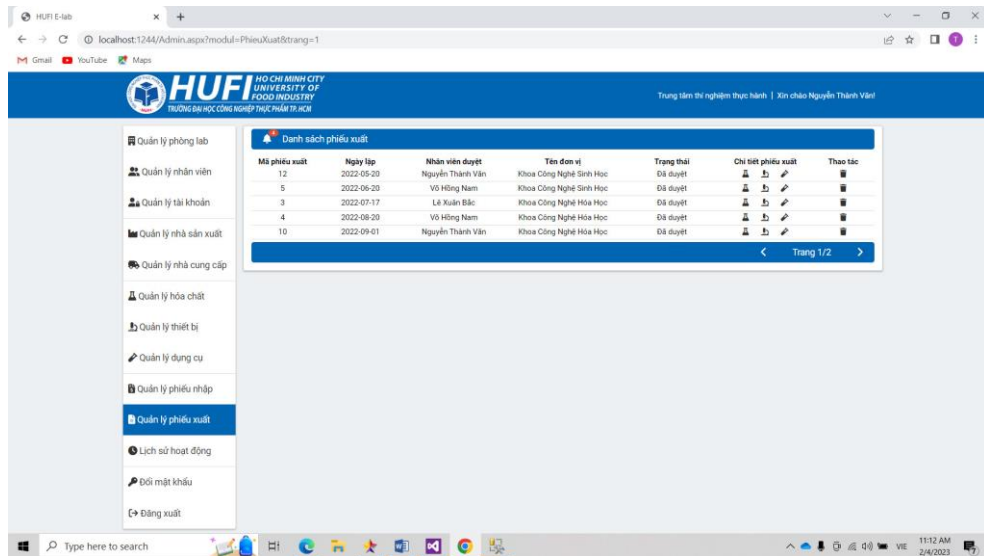 HUFI E-lab
localhost:1244/Admin.aspx?modul=PhieuXuat&trang=1
Gmail YouTube Maps
HUFI HO CHI MINH CITY
UNIVERSITY OF
FOOD INDUSTRY
TRƯỜNG ĐẠI HỌC CÔNG NGHIỆP THỰC PHẨM TP. HCM
Trung tâm thí nghiệm thực hành | Xin chào Nguyễn Thành Văn!
Quản lý phòng lab
Quản lý nhân viên
Quản lý tài khoản
Quản lý nhà sản xuất
Quản lý nhà cung cấp
Quản lý hóa chất
Quản lý thiết bị
Quản lý dụng cụ
Quản lý phiếu nhập
Quản lý phiếu xuất
Lịch sử hoạt động
Đổi mật khẩu
Đăng xuất
Danh sách phiếu xuất
Mã phiếu xuất Ngày lập Nhân viên duyệt Tên đơn vị Trạng thái Chi tiết phiếu xuất Thao tác
12 2022-05-20 Nguyễn Thành Văn Khoa Công Nghệ Sinh Học Đã duyệt
5 2022-06-20 Võ Hồng Nam Khoa Công Nghệ Sinh Học Đã duyệt
3 2022-07-17 Lê Xuân Bắc Khoa Công Nghệ Hóa Học Đã duyệt
4 2022-08-20 Võ Hồng Nam Khoa Công Nghệ Hóa Học Đã duyệt
10 2022-09-01 Nguyễn Thành Văn Khoa Công Nghệ Hóa Học Đã duyệt
Trang 1/2
Type here to search
VIE
11:12 AM
2/4/2023